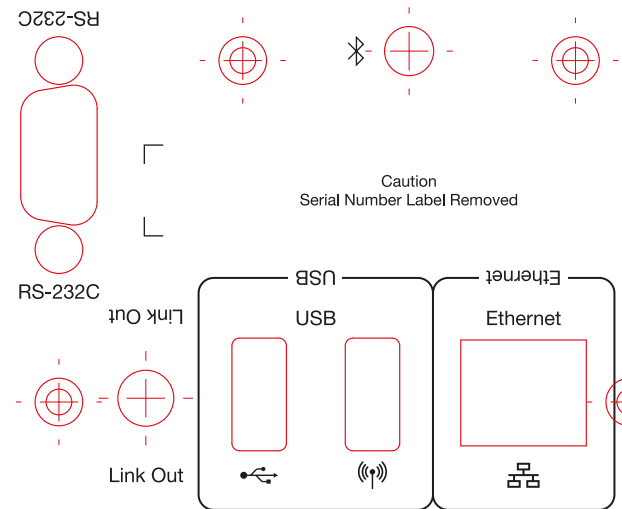 RS-232C
Caution
Serial Number Label Removed
RS-232C
USB
Ethernet
Link Out
USB
Ethernet
Link Out